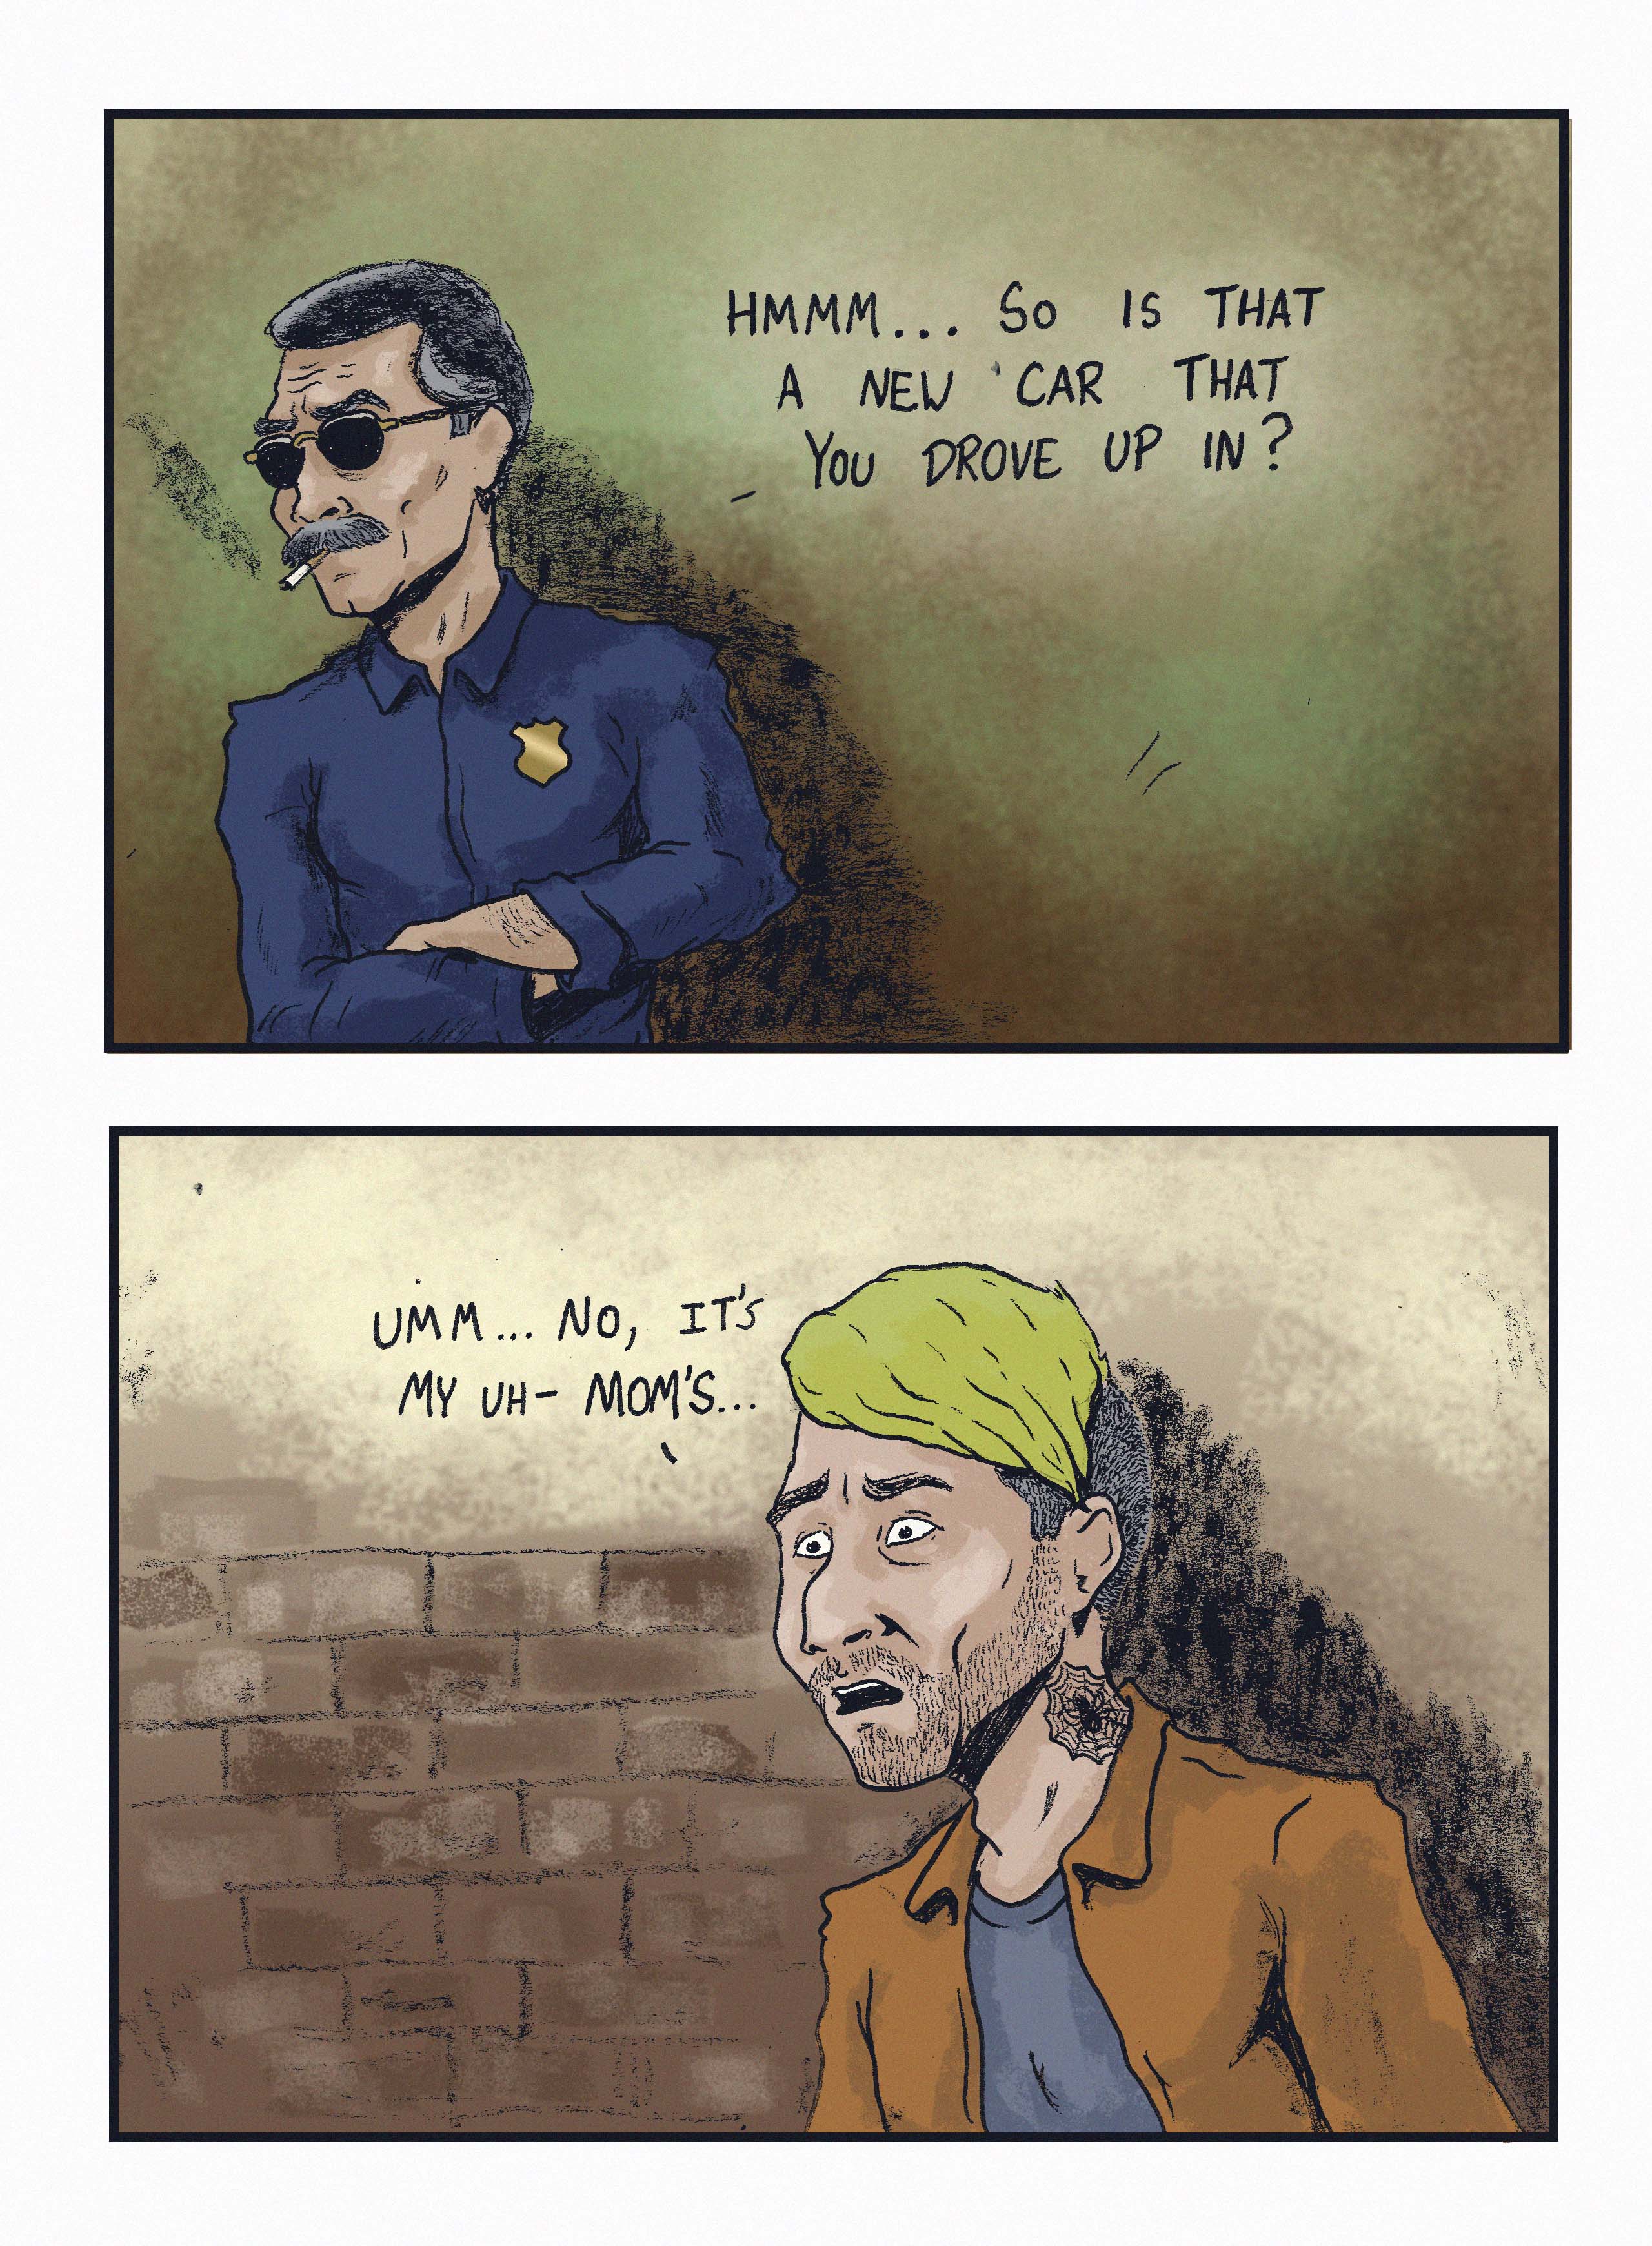 HMMM... So IS THAT
A NEW CAR THAT
YOU DROVE UP IN?
UMM... NO, IT'S
MY UH- MOM'S...